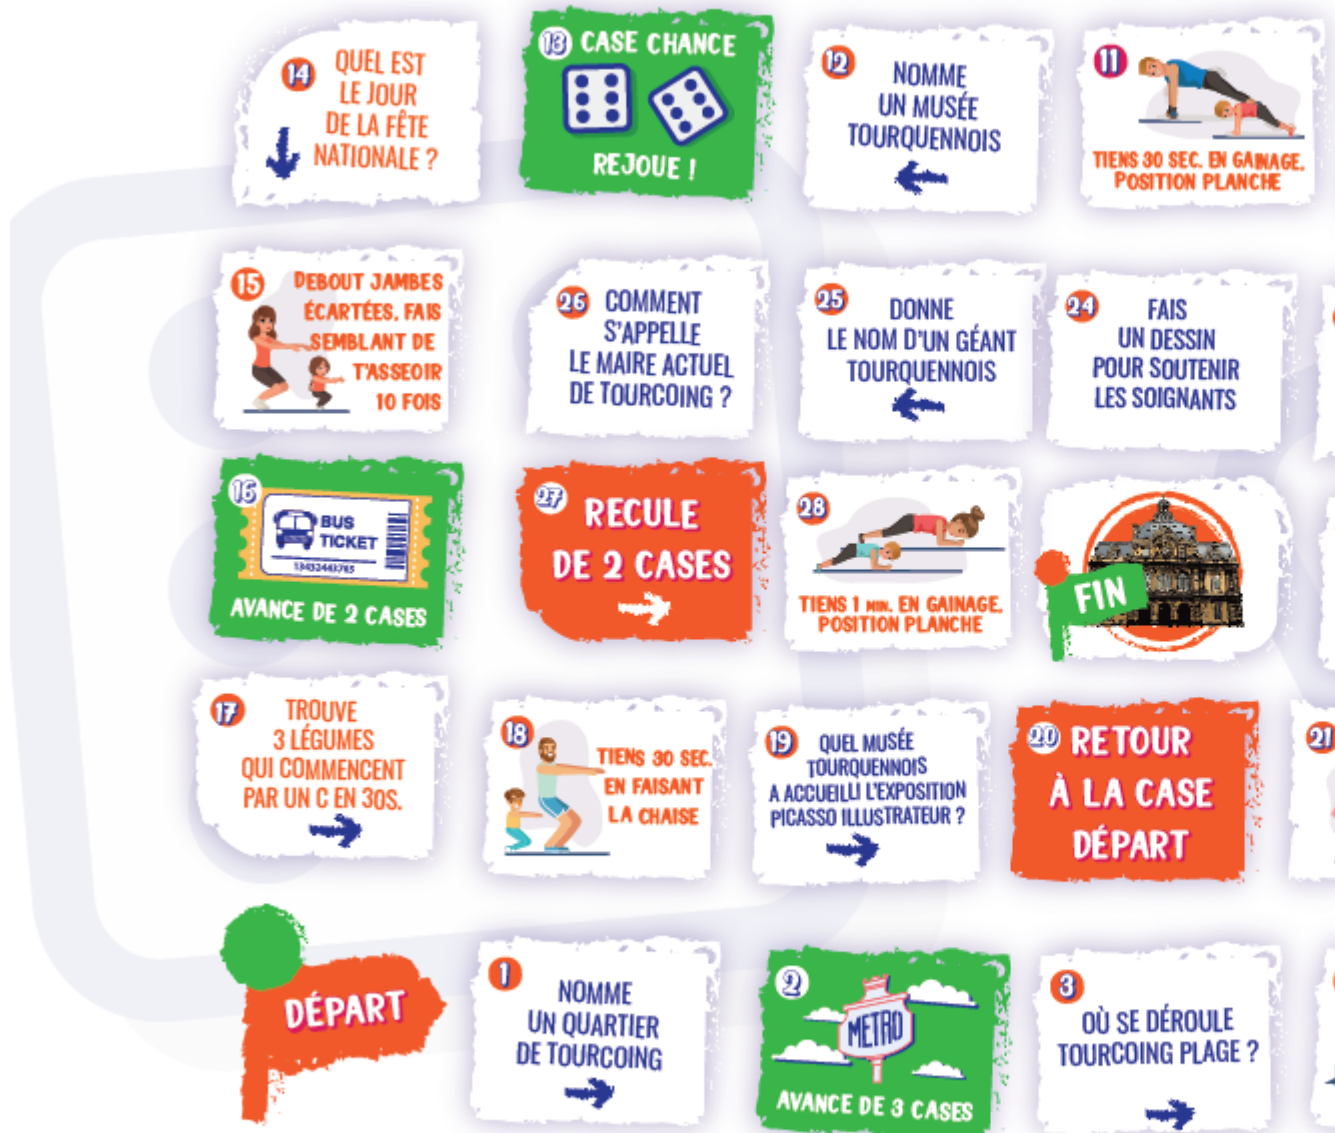 14
QUEL EST
LE JOUR
DE LA FÊTE
NATIONALE ?
13 CASE CHANCE
REJOUE !
12
NOMME
UN MUSÉE
TOURQUENNOIS
11
TIENS 30 SEC. EN GAINAGE.
POSITION PLANCHE
15
DEBOUT JAMBES
ÉCARTÉES, FAIS
SEMBLANT DE
T'ASSEOIR
10 FOIS
26
COMMENT
S'APPELLE
LE MAIRE ACTUEL
DE TOURCOING ?
25
DONNE
LE NOM D'UN GÉANT
TOURQUENNOIS
24
FAIS
UN DESSIN
POUR SOUTENIR
LES SOIGNANTS
16
BUS
TICKET
13432443765
AVANCE DE 2 CASES
27
RECULE
DE 2 CASES
28
TIENS 1 MIN. EN GAINAGE.
POSITION PLANCHE
FIN
17
TROUVE
3 LÉGUMES
QUI COMMENCENT
PAR UN C EN 30S.
18
TIENS 30 SEC.
EN FAISANT
LA CHAISE
19
QUEL MUSÉE
TOURQUENNOIS
A ACCUEILLI L'EXPOSITION
PICASSO ILLUSTRATEUR ?
20
RETOUR
À LA CASE
DÉPART
21
DÉPART
1
NOMME
UN QUARTIER
DE TOURCOING
2
METRO
AVANCE DE 3 CASES
3
OÙ SE DÉROULE
TOURCOING PLAGE ?